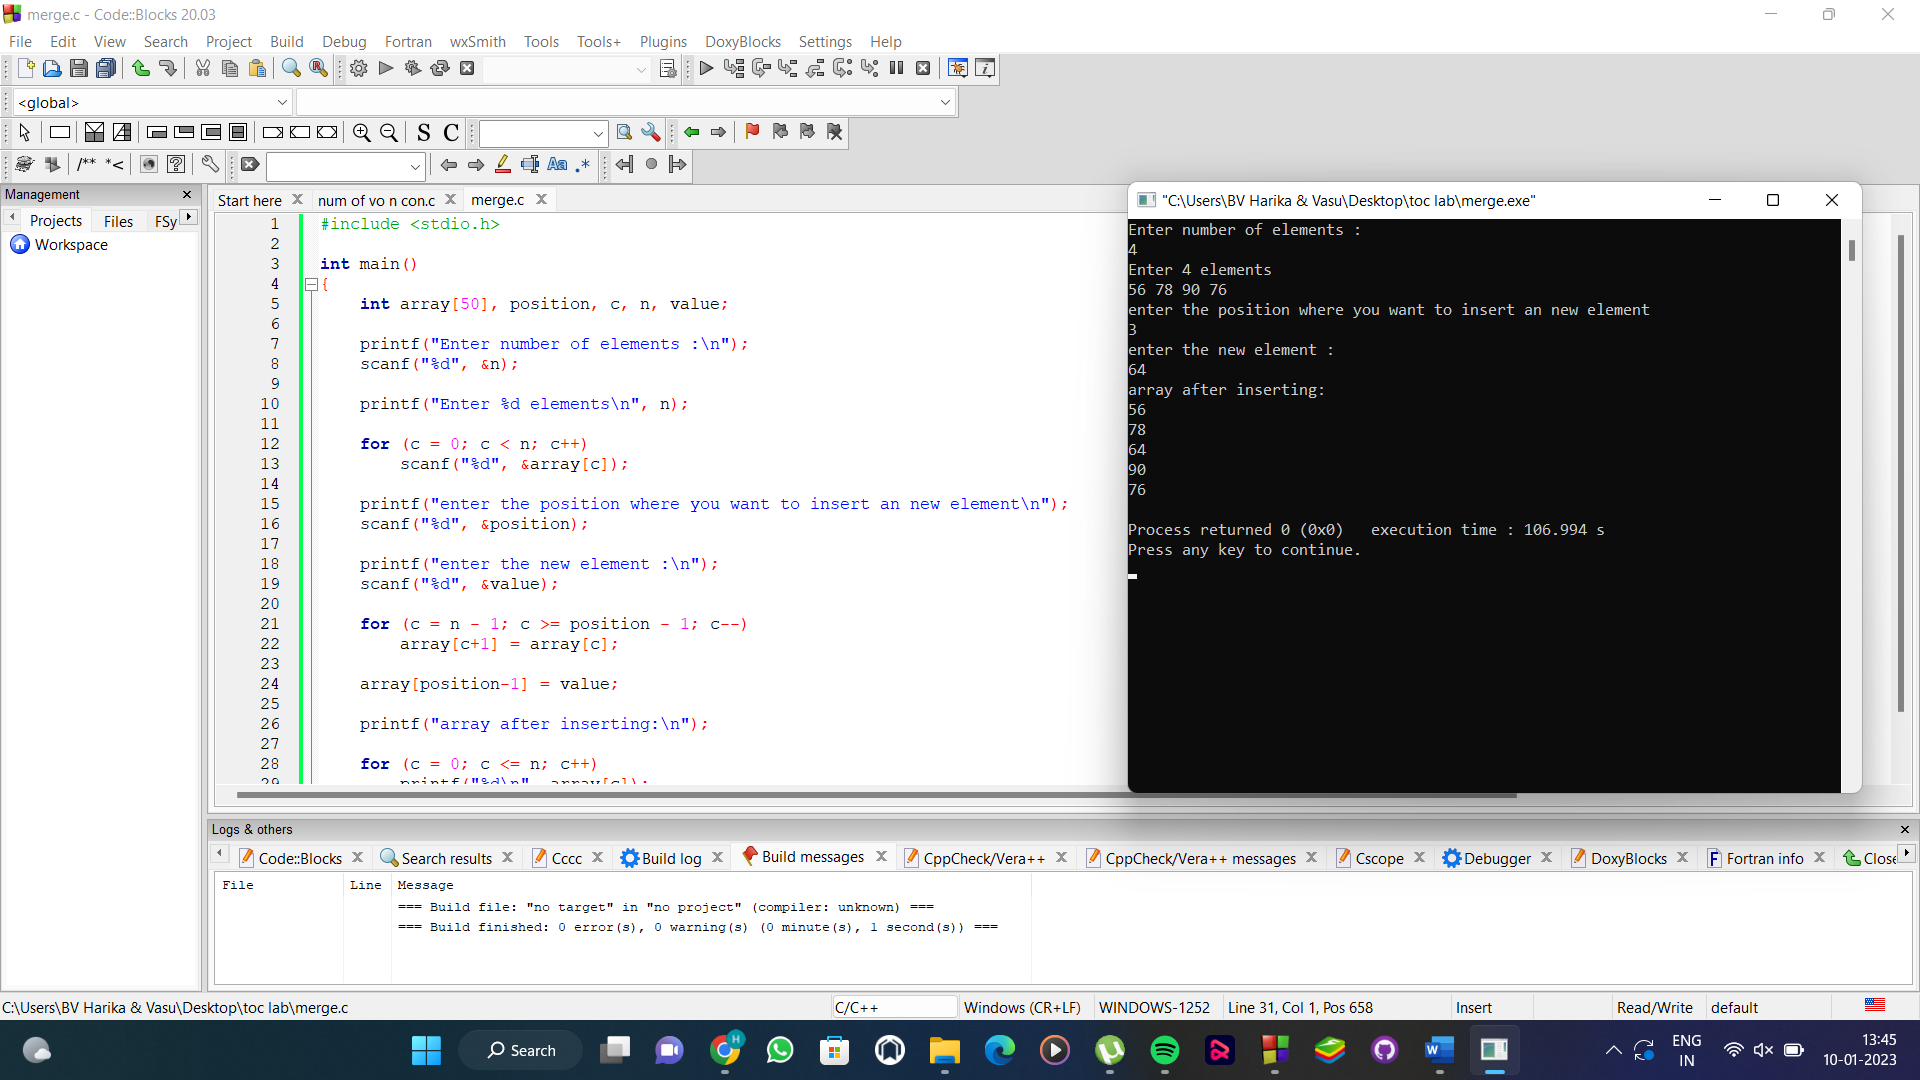 merge.c - Code::Blocks 20.03
File Edit View Search Project Build Debug Fortran wxSmith Tools Tools+ Plugins DoxyBlocks Settings Help
<global>
S C
/** *<
Aa .*
Management
Projects Files FSy
Workspace
Start here num of vo n con.c merge.c
1 #include <stdio.h>
2
3 int main()
4 {
5 int array[50], position, c, n, value;
6
7 printf("Enter number of elements :\n");
8 scanf("%d", &n);
9
10 printf("Enter %d elements\n", n);
11
12 for (c = 0; c < n; c++)
13 scanf("%d", &array[c]);
14
15 printf("enter the position where you want to insert an new element\n");
16 scanf("%d", &position);
17
18 printf("enter the new element :\n");
19 scanf("%d", &value);
20
21 for (c = n - 1; c >= position - 1; c--)
22 array[c+1] = array[c];
23
24 array[position-1] = value;
25
26 printf("array after inserting:\n");
27
28 for (c = 0; c <= n; c++)
29 printf("%d\n", array[c]);
"C:\Users\BV Harika & Vasu\Desktop\toc lab\merge.exe"
Enter number of elements :
4
Enter 4 elements
56 78 90 76
enter the position where you want to insert an new element
3
enter the new element :
64
array after inserting:
56
78
64
90
76
Process returned 0 (0x0)   execution time : 106.994 s
Press any key to continue.
Logs & others
Code::Blocks Search results Cccc Build log Build messages CppCheck/Vera++ CppCheck/Vera++ messages Cscope Debugger DoxyBlocks Fortran info Close
File Line Message
=== Build file: "no target" in "no project" (compiler: unknown) ===
=== Build finished: 0 error(s), 0 warning(s) (0 minute(s), 1 second(s)) ===
C:\Users\BV Harika & Vasu\Desktop\toc lab\merge.c C/C++ Windows (CR+LF) WINDOWS-1252 Line 31, Col 1, Pos 658 Insert Read/Write default
Search
H
ENG
IN
13:45
10-01-2023